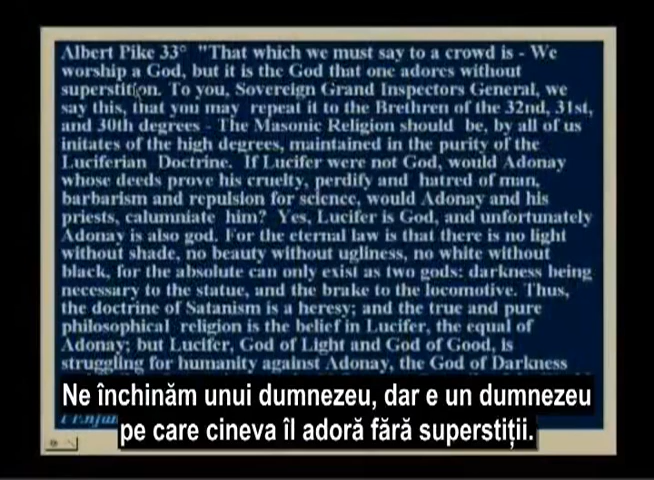 Albert Pike 33° "That which we must say to a crowd is - We
worship a God, but it is the God that one adores without
superstition. To you, Sovereign Grand Inspectors General, we
say this, that you may repeat it to the Brethren of the 32nd, 31st,
and 30th degrees - The Masonic Religion should be, by all of us
initates of the high degrees, maintained in the purity of the
Luciferian Doctrine. If Lucifer were not God, would Adonay
whose deeds prove his cruelty, perdify and hatred of man,
barbarism and repulsion for science, would Adonay and his
priests, calumniate him? Yes, Lucifer is God, and unfortunately
Adonay is also god. For the eternal law is that there is no light
without shade, no beauty without ugliness, no white without
black, for the absolute can only exist as two gods: darkness being
necessary to the statue, and the brake to the locomotive. Thus,
the doctrine of Satanism is a heresy; and the true and pure
philosophical religion is the belief in Lucifer, the equal of
Adonay; but Lucifer, God of Light and God of Good, is
struggling for humanity against Adonay, the God of Darkness
Ne închinăm unui dumnezeu, dar e un dumnezeu
pe care cineva îl adoră fără superstiții.